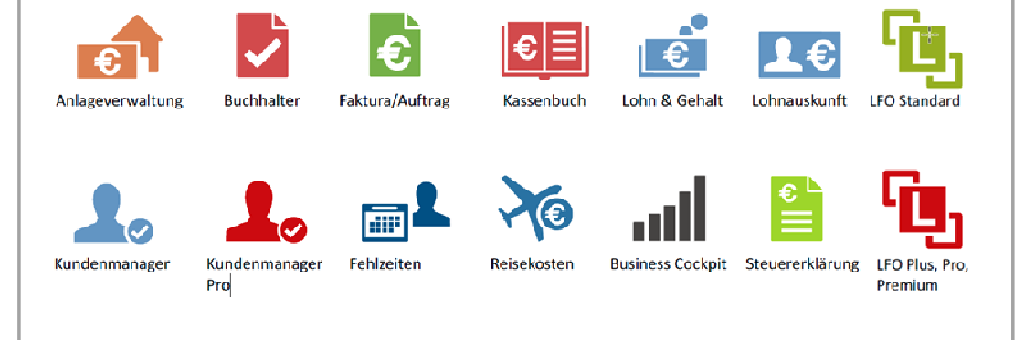 € € € € € L
Anlageverwaltung Buchhalter Faktura/Auftrag Kassenbuch Lohn & Gehalt Lohnauskunft LFO Standard
€ € L
Kundenmanager Kundenmanager Fehlzeiten Reisekosten Business Cockpit Steuererklärung LFO Plus, Pro,
Pro Premium